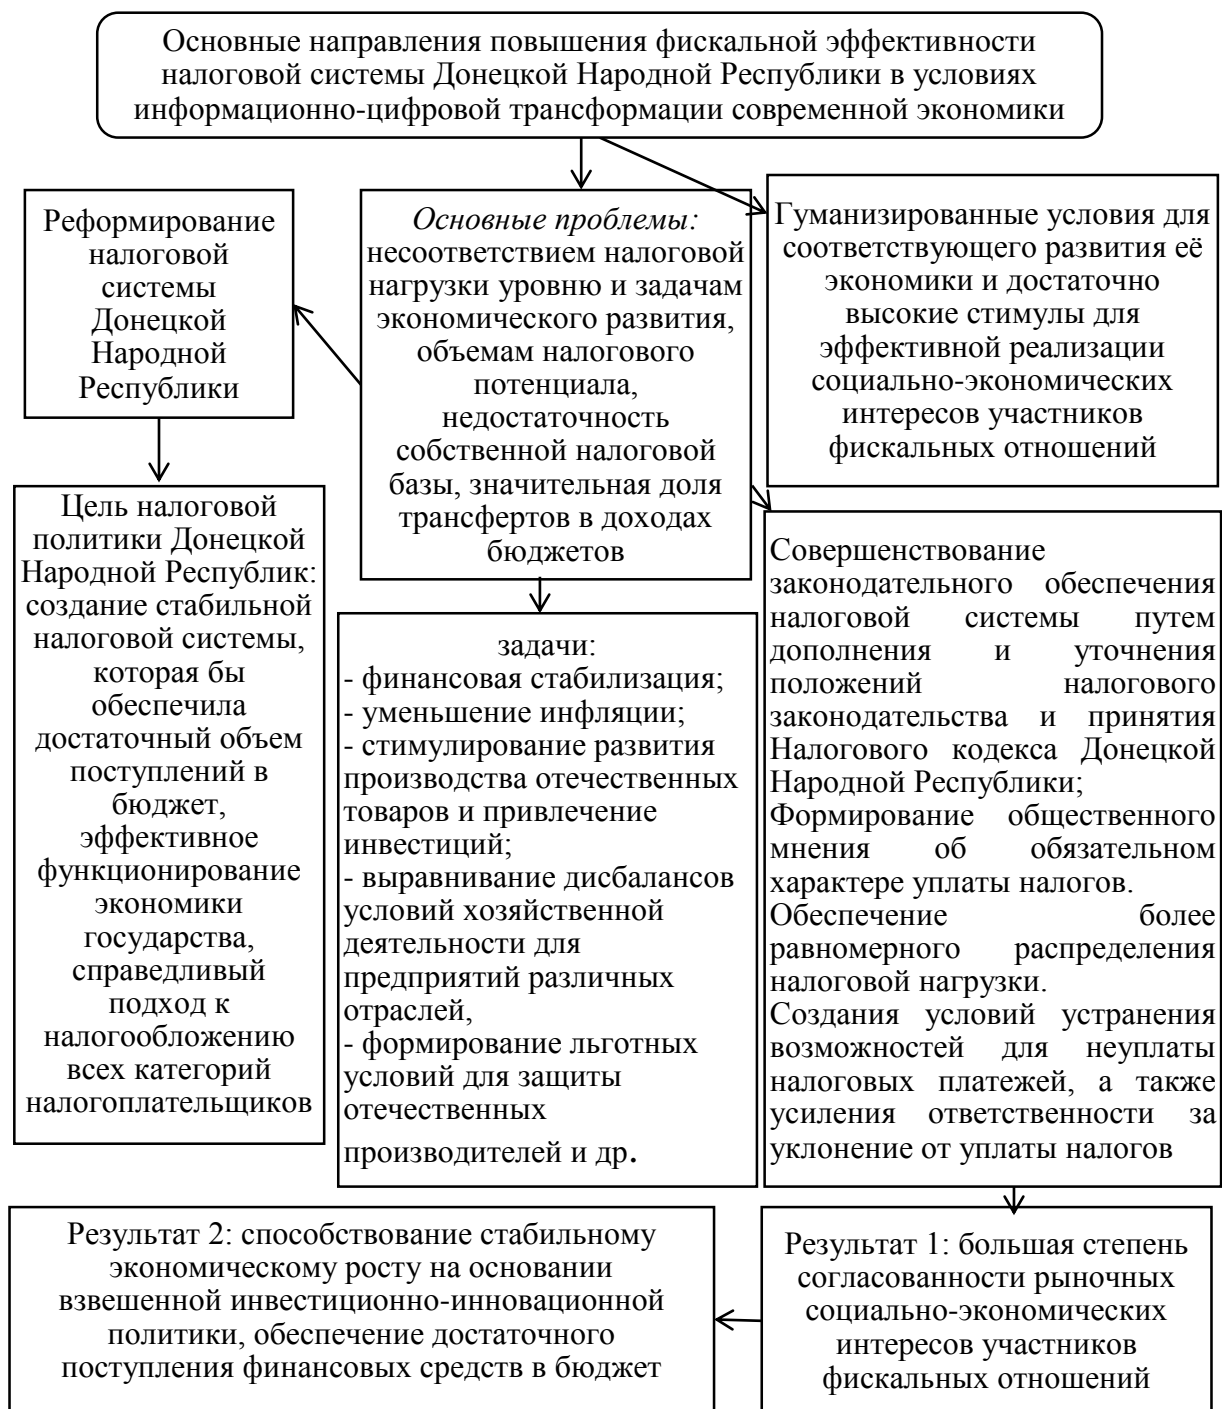 Основные направления повышения фискальной эффективности
налоговой системы Донецкой Народной Республики в условиях
информационно-цифровой трансформации современной экономики
Реформирование
налоговой
системы
Донецкой
Народной
Республики
Основные проблемы:
несоответствием налоговой
нагрузки уровню и задачам
экономического развития,
объемам налогового
потенциала,
недостаточность
собственной налоговой
базы, значительная доля
трансфертов в доходах
бюджетов
Гуманизированные условия для
соответствующего развития её
экономики и достаточно
высокие стимулы для
эффективной реализации
социально-экономических
интересов участников
фискальных отношений
Цель налоговой
политики Донецкой
Народной Республик:
создание стабильной
налоговой системы,
которая бы
обеспечила
достаточный объем
поступлений в
бюджет,
эффективное
функционирование
экономики
государства,
справедливый
подход к
налогообложению
всех категорий
налогоплательщиков
задачи:
- финансовая стабилизация;
- уменьшение инфляции;
- стимулирование развития
производства отечественных
товаров и привлечение
инвестиций;
- выравнивание дисбалансов
условий хозяйственной
деятельности для
предприятий различных
отраслей,
- формирование льготных
условий для защиты
отечественных
производителей и др.
Совершенствование
законодательного обеспечения
налоговой системы путем
дополнения и уточнения
положений налогового
законодательства и принятия
Налогового кодекса Донецкой
Народной Республики;
Формирование общественного
мнения об обязательном
характере уплаты налогов.
Обеспечение более
равномерного распределения
налоговой нагрузки.
Создания условий устранения
возможностей для неуплаты
налоговых платежей, а также
усиления ответственности за
уклонение от уплаты налогов
Результат 2: способствование стабильному
экономическому росту на основании
взвешенной инвестиционно-инновационной
политики, обеспечение достаточного
поступления финансовых средств в бюджет
Результат 1: большая степень
согласованности рыночных
социально-экономических
интересов участников
фискальных отношений